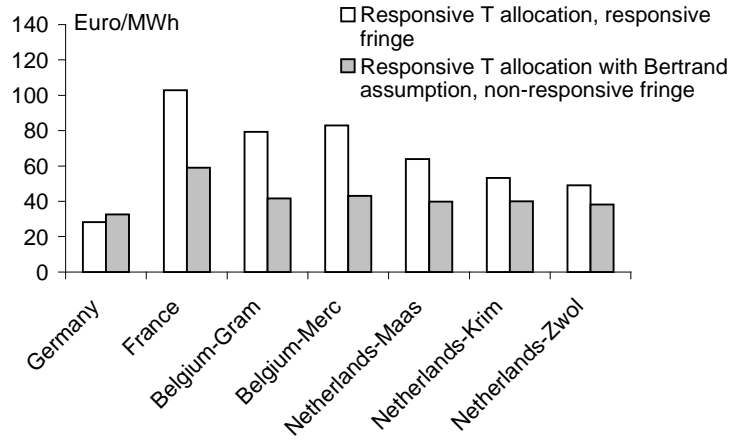 Euro/MWh
Responsive T allocation, responsive
fringe
Responsive T allocation with Bertrand
assumption, non-responsive fringe
140
120
100
80
60
40
20
0
Germany
France
Belgium-Gram
Belgium-Merc
Netherlands-Maas
Netherlands-Krim
Netherlands-Zwol